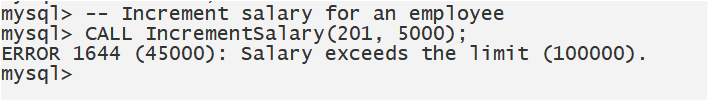 mysql> -- Increment salary for an employee
mysql> CALL IncrementSalary(201, 5000);
ERROR 1644 (45000): Salary exceeds the limit (100000).
mysql>